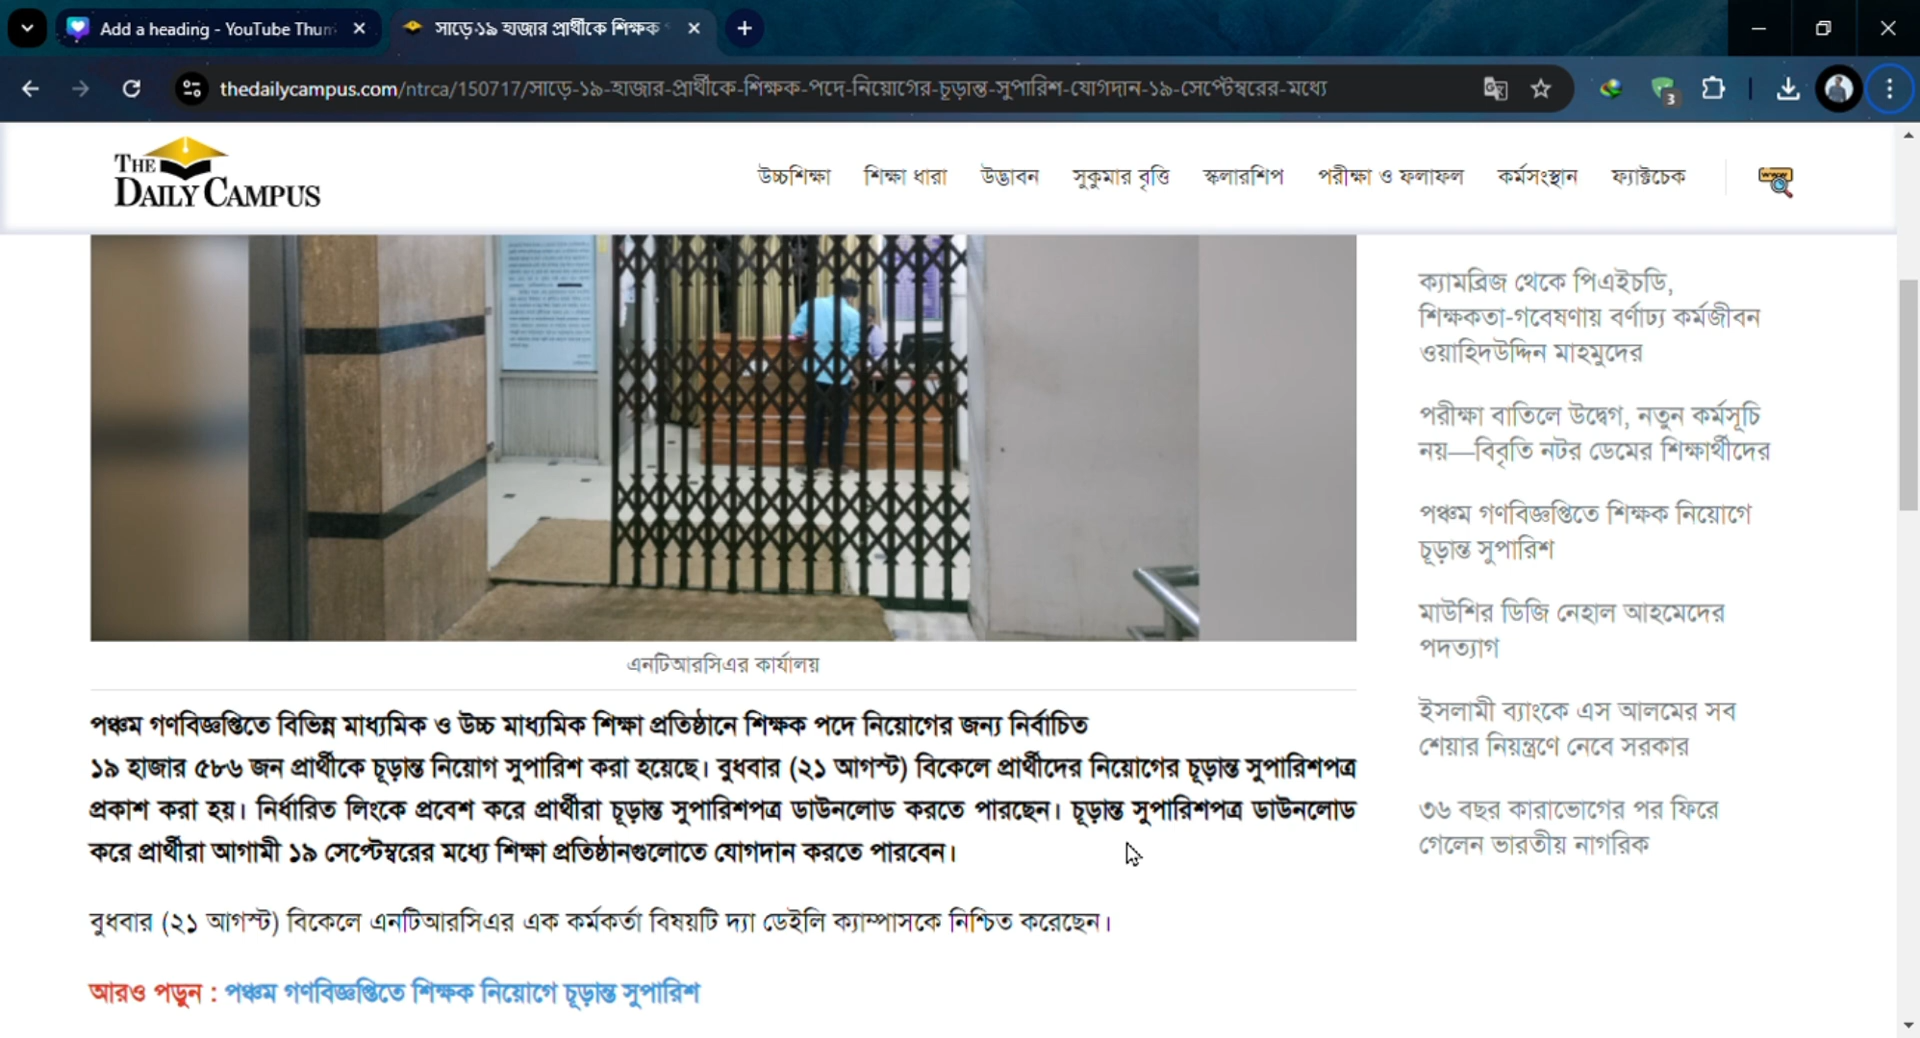 Add a heading - YouTube Thum
সাড়ে ১৯ হাজার প্রার্থীকে শিক্ষক
thedailycampus.com/ntrca/150717/সাড়ে-১৯-হাজার-প্রার্থীকে-শিক্ষক-পদে-নিয়োগের-চূড়ান্ত-সুপারিশ-যোগদান-১৯-সেপ্টেম্বরের-মধ্যে
3
THE DAILY CAMPUS
উচ্চশিক্ষা শিক্ষা ধারা উদ্ভাবন সুকুমার বৃত্তি স্কলারশিপ পরীক্ষা ও ফলাফল কর্মসংস্থান ফ্যাক্টচেক
এনটিআরসিএর কার্যালয়
পঞ্চম গণবিজ্ঞপ্তিতে বিভিন্ন মাধ্যমিক ও উচ্চ মাধ্যমিক শিক্ষা প্রতিষ্ঠানে শিক্ষক পদে নিয়োগের জন্য নির্বাচিত
১৯ হাজার ৫৮৬ জন প্রার্থীকে চূড়ান্ত নিয়োগ সুপারিশ করা হয়েছে। বুধবার (২১ আগস্ট) বিকেলে প্রার্থীদের নিয়োগের চূড়ান্ত সুপারিশপত্র
প্রকাশ করা হয়। নির্ধারিত লিংকে প্রবেশ করে প্রার্থীরা চূড়ান্ত সুপারিশপত্র ডাউনলোড করতে পারছেন। চূড়ান্ত সুপারিশপত্র ডাউনলোড
করে প্রার্থীরা আগামী ১৯ সেপ্টেম্বরের মধ্যে শিক্ষা প্রতিষ্ঠানগুলোতে যোগদান করতে পারবেন।
বুধবার (২১ আগস্ট) বিকেলে এনটিআরসিএর এক কর্মকর্তা বিষয়টি দ্যা ডেইলি ক্যাম্পাসকে নিশ্চিত করেছেন।
আরও পড়ুন : পঞ্চম গণবিজ্ঞপ্তিতে শিক্ষক নিয়োগে চূড়ান্ত সুপারিশ
ক্যামব্রিজ থেকে পিএইচডি,
শিক্ষকতা-গবেষণায় বর্ণাঢ্য কর্মজীবন
ওয়াহিদউদ্দিন মাহমুদের
পরীক্ষা বাতিলে উদ্বেগ, নতুন কর্মসূচি
নয়—বিবৃতি নটর ডেমের শিক্ষার্থীদের
পঞ্চম গণবিজ্ঞপ্তিতে শিক্ষক নিয়োগে
চূড়ান্ত সুপারিশ
মাউশির ডিজি নেহাল আহমেদের
পদত্যাগ
ইসলামী ব্যাংকে এস আলমের সব
শেয়ার নিয়ন্ত্রণে নেবে সরকার
৩৬ বছর কারাভোগের পর ফিরে
গেলেন ভারতীয় নাগরিক